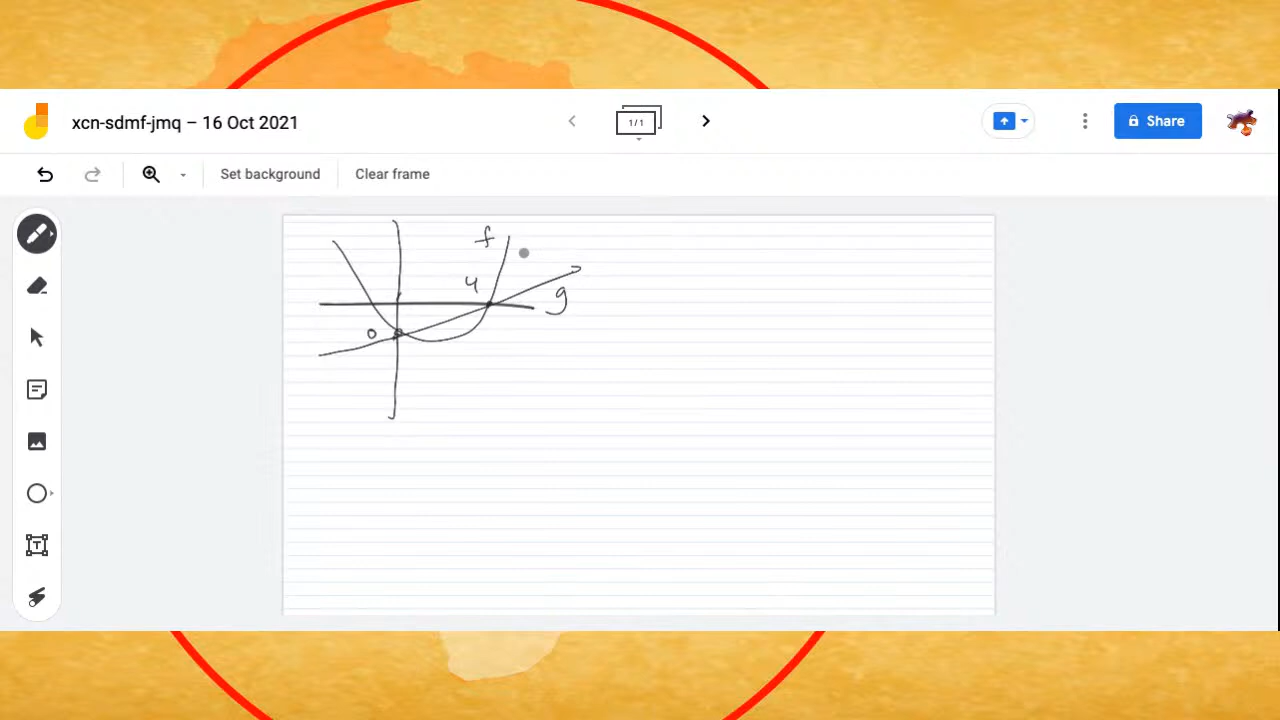 xcn-sdmf-jmq – 16 Oct 2021
1/1
Share
Set background
Clear frame
f
4
g
0
T